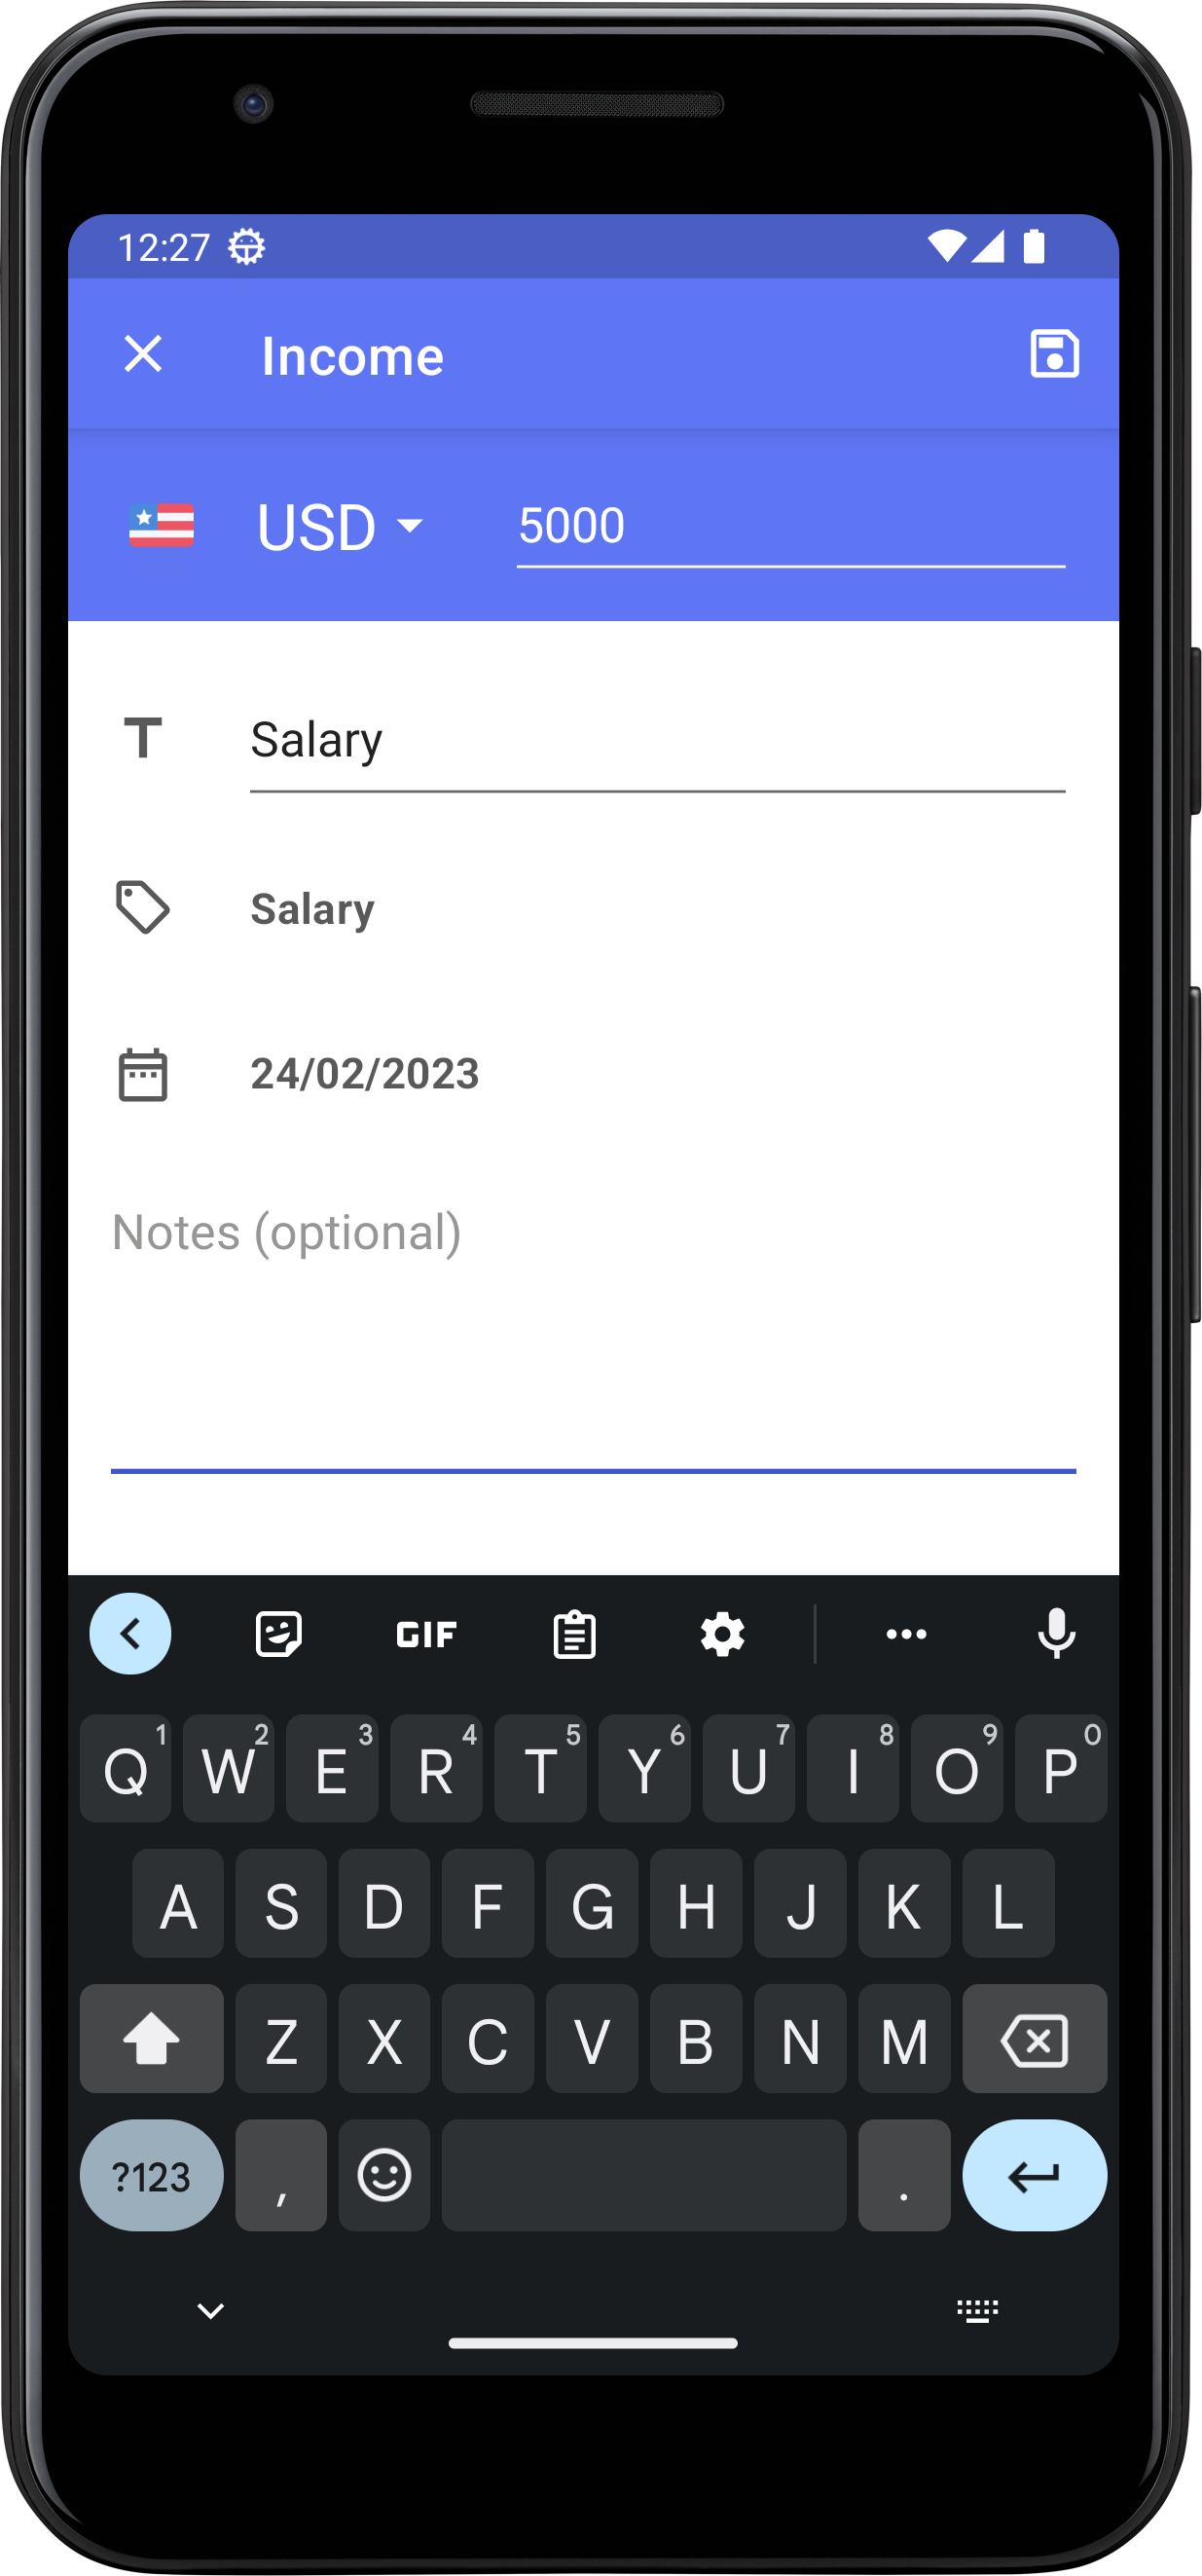 12:27
Income
USD 5000
Salary
Salary
24/02/2023
Notes (optional)
GIF
Q1 W2 E3 R4 T5 Y6 U7 I8 O9 P0
A S D F G H J K L
Z X C V B N M
?123 , .